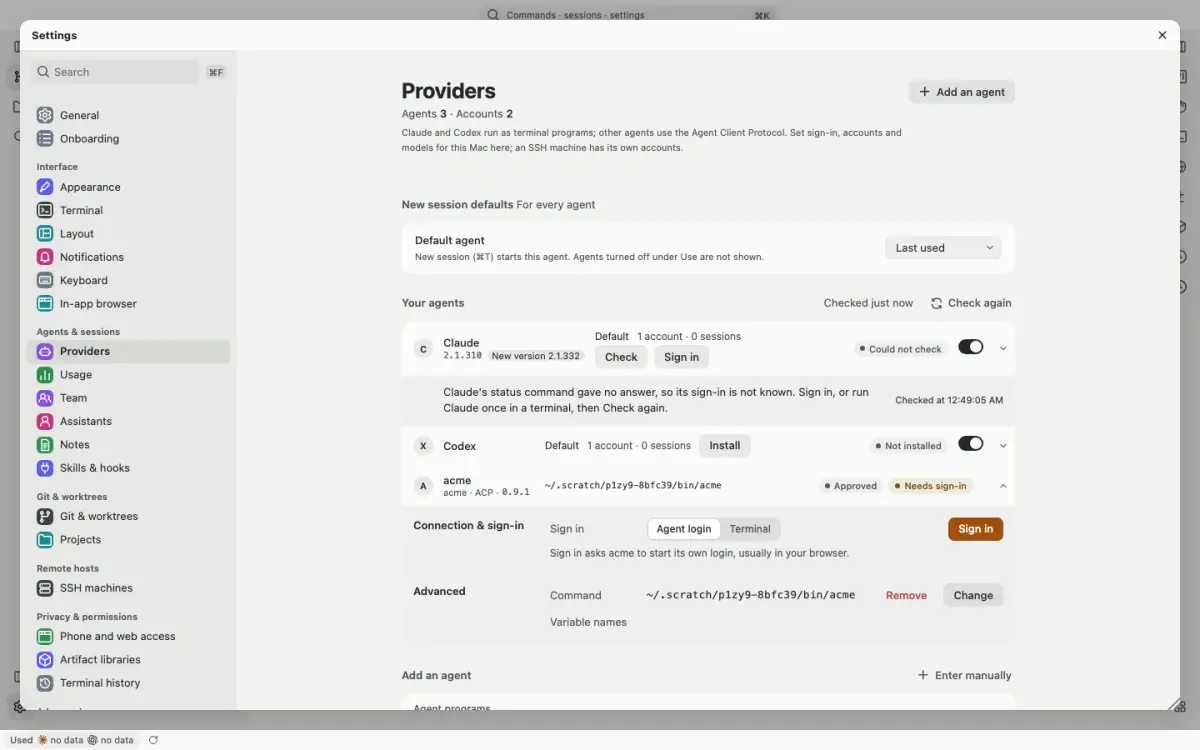 Commands · sessions · settings ⌘K
Settings
Search ⌘F
General
Onboarding
Interface
Appearance
Terminal
Layout
Notifications
Keyboard
In-app browser
Agents & sessions
Providers
Usage
Team
Assistants
Notes
Skills & hooks
Git & worktrees
Git & worktrees
Projects
Remote hosts
SSH machines
Privacy & permissions
Phone and web access
Artifact libraries
Terminal history
Providers
Add an agent
Agents 3 · Accounts 2
Claude and Codex run as terminal programs; other agents use the Agent Client Protocol. Set sign-in, accounts and
models for this Mac here; an SSH machine has its own accounts.
New session defaults For every agent
Default agent
New session (⌘T) starts this agent. Agents turned off under Use are not shown.
Last used
Your agents
Checked just now
Check again
C
Claude
2.1.310 New version 2.1.332
Default 1 account · 0 sessions
Check Sign in
Could not check
Claude's status command gave no answer, so its sign-in is not known. Sign in, or run
Claude once in a terminal, then Check again.
Checked at 12:49:05 AM
X Codex Default 1 account · 0 sessions Install Not installed
A
acme
acme · ACP · 0.9.1
~/.scratch/p1zy9-8bfc39/bin/acme
Approved Needs sign-in
Connection & sign-in Sign in Agent login Terminal Sign in
Sign in asks acme to start its own login, usually in your browser.
Advanced Command ~/.scratch/p1zy9-8bfc39/bin/acme Remove Change
Variable names
Add an agent
Enter manually
Agent programs
Used no data no data